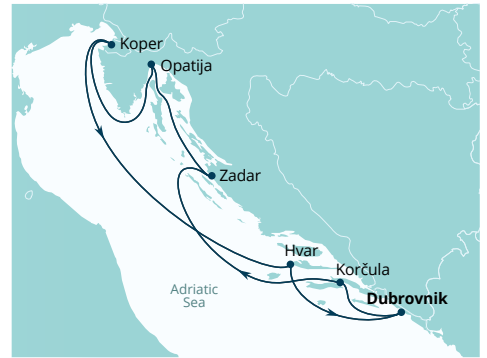 Koper
Opatija
Zadar
Hvar
Korčula
Adriatic
Sea
Dubrovnik